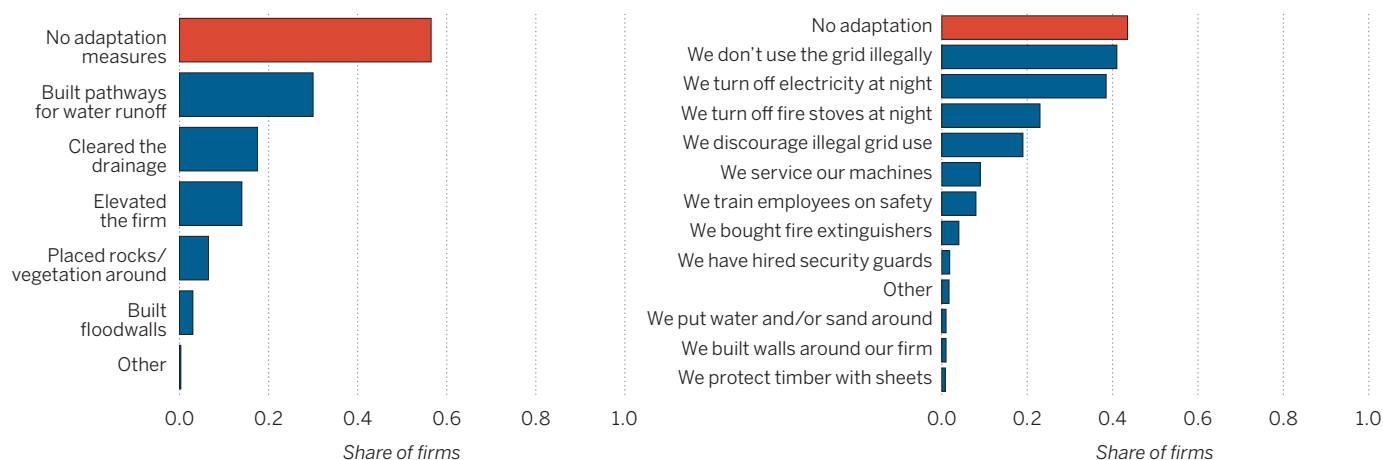 No adaptation
measures
Built pathways
for water runoff
Cleared the
drainage
Elevated
the firm
Placed rocks/
vegetation around
Built
floodwalls
Other
0.0 0.2 0.4 0.6 0.8 1.0
Share of firms
No adaptation
We don’t use the grid illegally
We turn off electricity at night
We turn off fire stoves at night
We discourage illegal grid use
We service our machines
We train employees on safety
We bought fire extinguishers
We have hired security guards
Other
We put water and/or sand around
We built walls around our firm
We protect timber with sheets
0.0 0.2 0.4 0.6 0.8 1.0
Share of firms